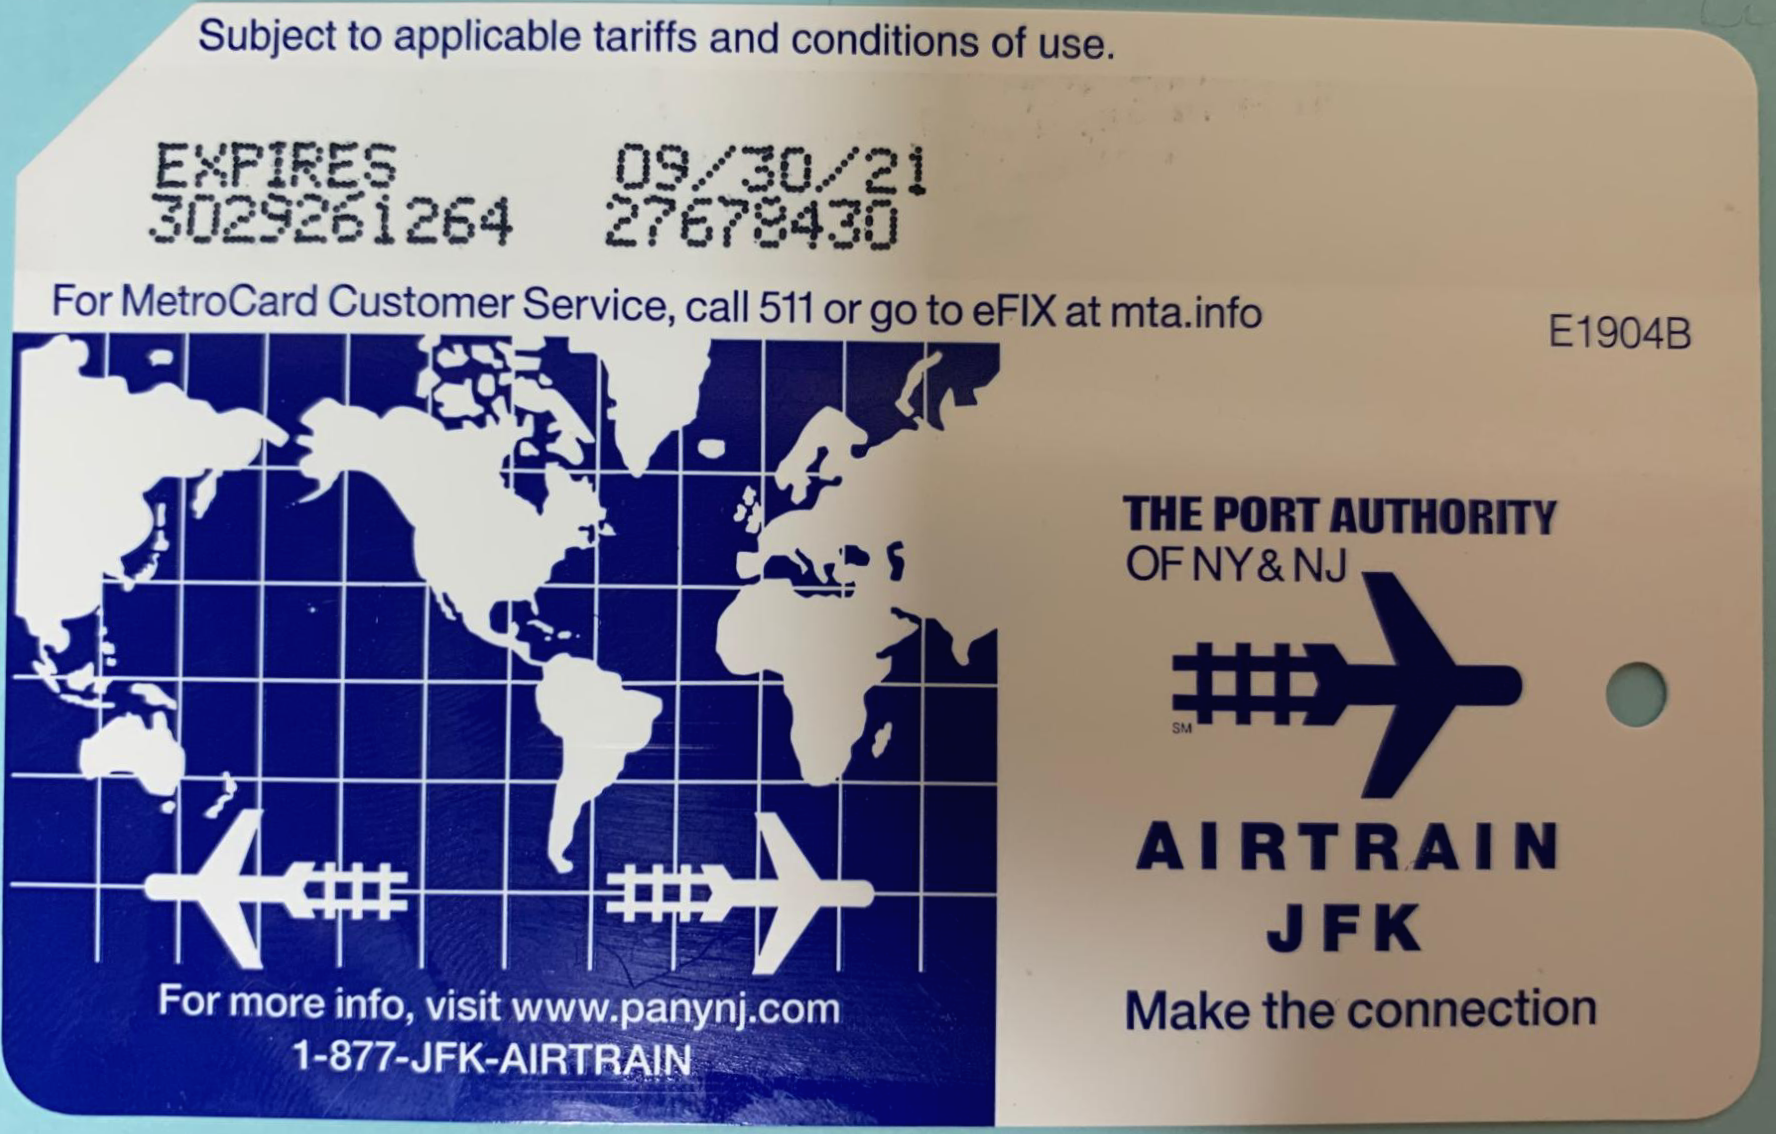 Subject to applicable tariffs and conditions of use.
EXPIRES 09/30/21
3029261264 27678430
For MetroCard Customer Service, call 511 or go to eFIX at mta.info
E1904B
THE PORT AUTHORITY
OF NY & NJ
SM
AIRTRAIN
JFK
Make the connection
For more info, visit www.panynj.com
1-877-JFK-AIRTRAIN